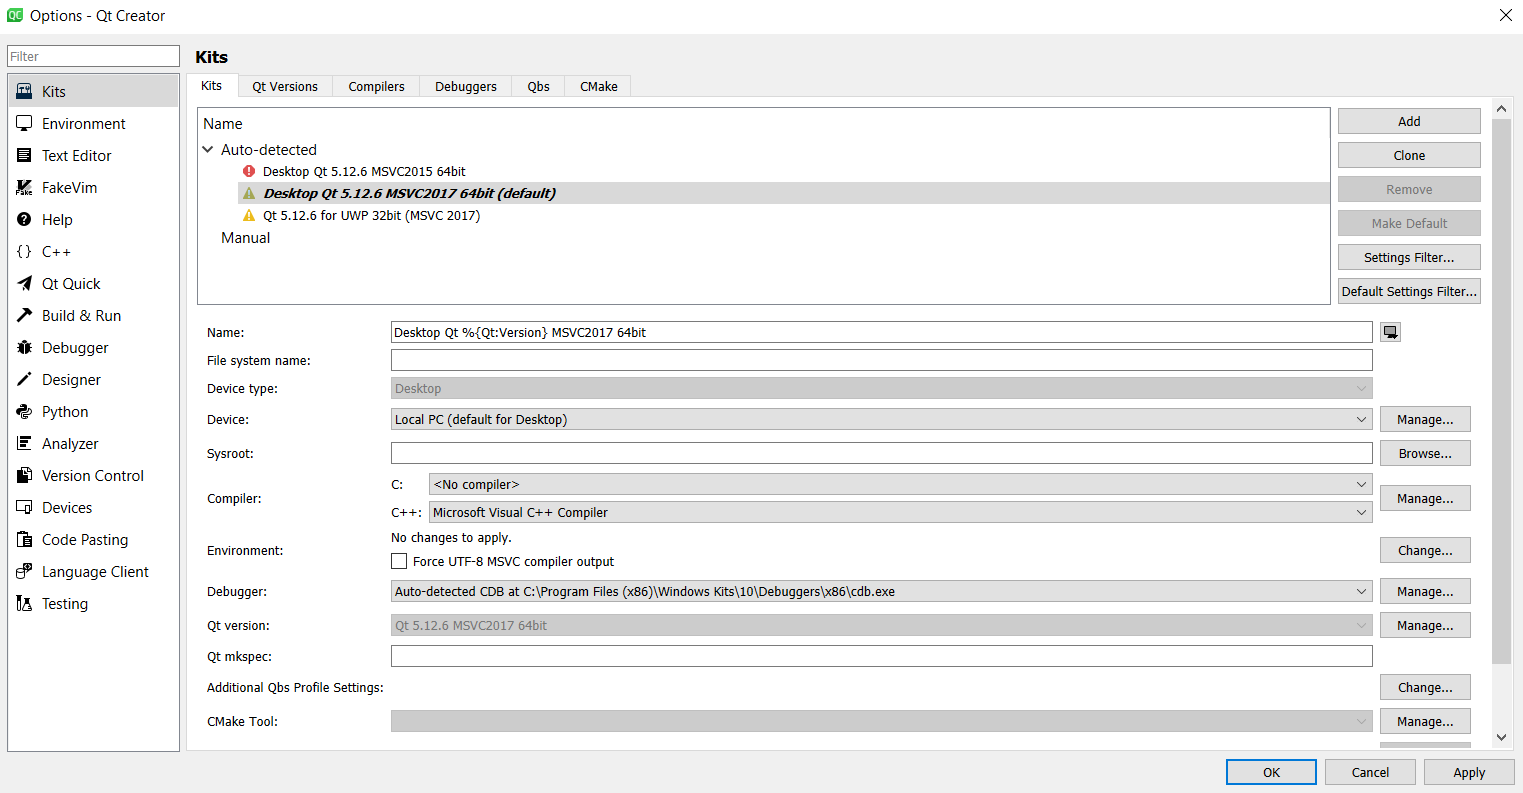 Options - Qt Creator
Filter
Kits
Environment
Text Editor
FakeVim
Help
C++
Qt Quick
Build & Run
Debugger
Designer
Python
Analyzer
Version Control
Devices
Code Pasting
Language Client
Testing
Kits
Kits Qt Versions Compilers Debuggers Qbs CMake
Name
Auto-detected
Desktop Qt 5.12.6 MSVC2015 64bit
Desktop Qt 5.12.6 MSVC2017 64bit (default)
Qt 5.12.6 for UWP 32bit (MSVC 2017)
Manual
Add
Clone
Remove
Make Default
Settings Filter...
Default Settings Filter...
Name: Desktop Qt %{Qt:Version} MSVC2017 64bit
File system name:
Device type: Desktop
Device: Local PC (default for Desktop) Manage...
Sysroot: Browse...
Compiler: C: <No compiler> Manage...
C++: Microsoft Visual C++ Compiler
Environment: No changes to apply. Change...
Force UTF-8 MSVC compiler output
Debugger: Auto-detected CDB at C:\Program Files (x86)\Windows Kits\10\Debuggers\x86\cdb.exe Manage...
Qt version: Qt 5.12.6 MSVC2017 64bit Manage...
Qt mkspec:
Additional Qbs Profile Settings: Change...
CMake Tool: Manage...
OK Cancel Apply